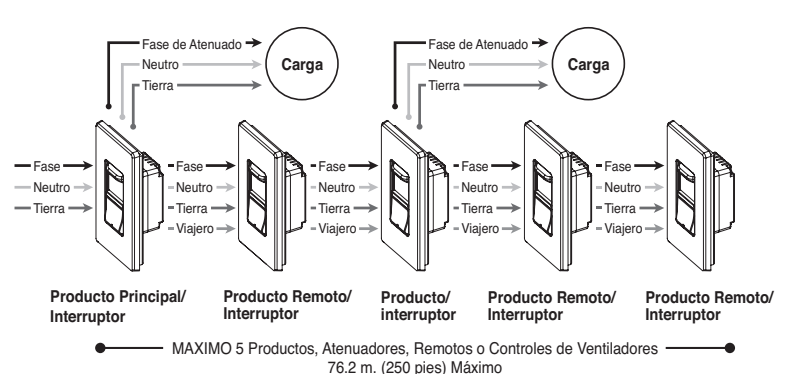 Fase de Atenuado
Neutro
Tierra
Carga
Fase de Atenuado
Neutro
Tierra
Carga
Fase
Neutro
Tierra
Fase
Neutro
Tierra
Viajero
Fase
Neutro
Tierra
Viajero
Fase
Neutro
Tierra
Viajero
Fase
Neutro
Tierra
Viajero
Producto Principal/
Interruptor
Producto Remoto/
Interruptor
Producto/
interruptor
Producto Remoto/
Interruptor
Producto Remoto/
Interruptor
MAXIMO 5 Productos, Atenuadores, Remotos o Controles de Ventiladores
76.2 m. (250 pies) Máximo